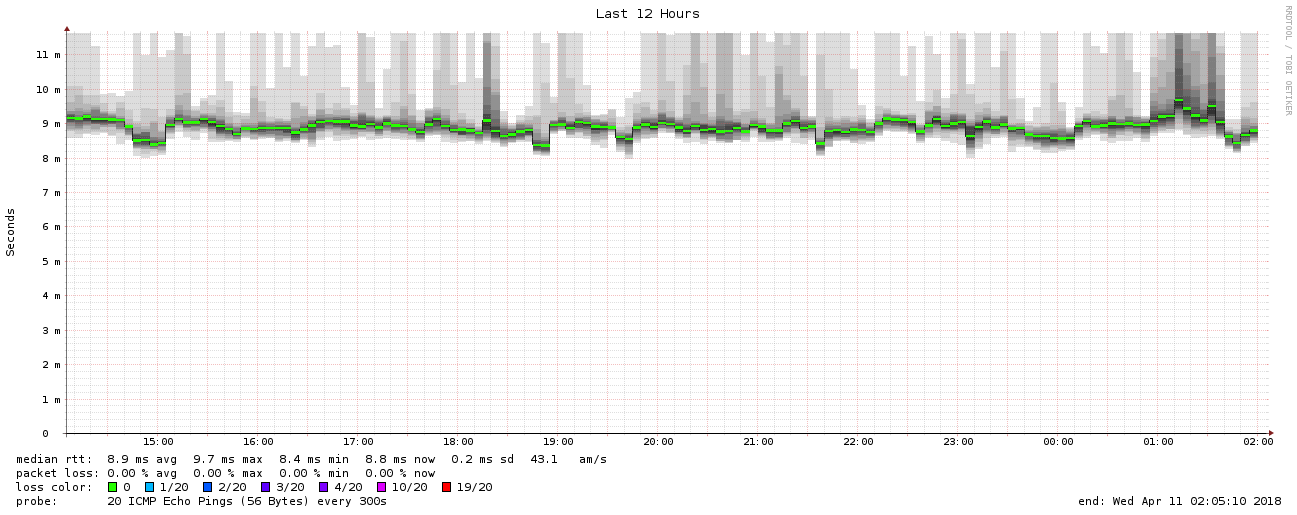 Last 12 Hours
RRDTOOL / TOBI OETIKER
Seconds
11 m
10 m
9 m
8 m
7 m
6 m
5 m
4 m
3 m
2 m
1 m
0
15:00 16:00 17:00 18:00 19:00 20:00 21:00 22:00 23:00 00:00 01:00 02:00
median rtt: 8.9 ms avg 9.7 ms max 8.4 ms min 8.8 ms now 0.2 ms sd 43.1 am/s
packet loss: 0.00 % avg 0.00 % max 0.00 % min 0.00 % now
loss color: 0 1/20 2/20 3/20 4/20 10/20 19/20
probe: 20 ICMP Echo Pings (56 Bytes) every 300s end: Wed Apr 11 02:05:10 2018